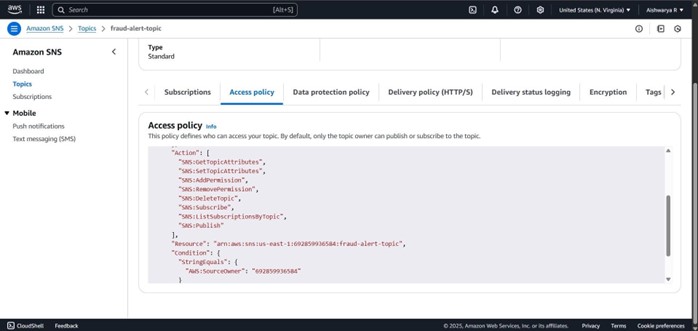 aws
Search
[Alt+S]
United States (N. Virginia)
Aishwarya R
Amazon SNS > Topics > fraud-alert-topic
Amazon SNS
Dashboard
Topics
Subscriptions
Mobile
Push notifications
Text messaging (SMS)
Type
Standard
Subscriptions
Access policy
Data protection policy
Delivery policy (HTTP/S)
Delivery status logging
Encryption
Tags
Access policy Info
This policy defines who can access your topic. By default, only the topic owner can publish or subscribe to the topic.
"Action": [
"SNS:GetTopicAttributes",
"SNS:SetTopicAttributes",
"SNS:AddPermission",
"SNS:RemovePermission",
"SNS:DeleteTopic",
"SNS:Subscribe",
"SNS:ListSubscriptionsByTopic",
"SNS:Publish"
],
"Resource": "arn:aws:sns:us-east-1:692859936584:fraud-alert-topic",
"Condition": {
"StringEquals": {
"AWS:SourceOwner": "692859936584"
}
CloudShell
Feedback
© 2025, Amazon Web Services, Inc. or its affiliates.
Privacy
Terms
Cookie preferences